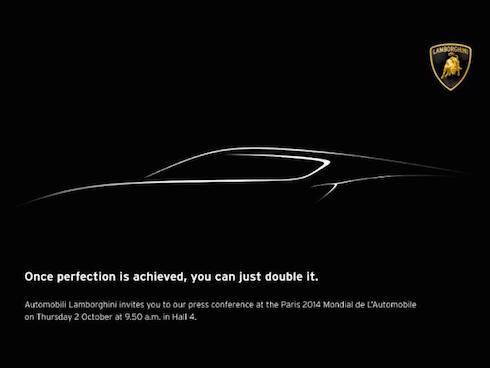 LAMBORGHINI
Once perfection is achieved, you can just double it.
Automobili Lamborghini invites you to our press conference at the Paris 2014 Mondial de L'Automobile
on Thursday 2 October at 9.50 a.m. in Hall 4.